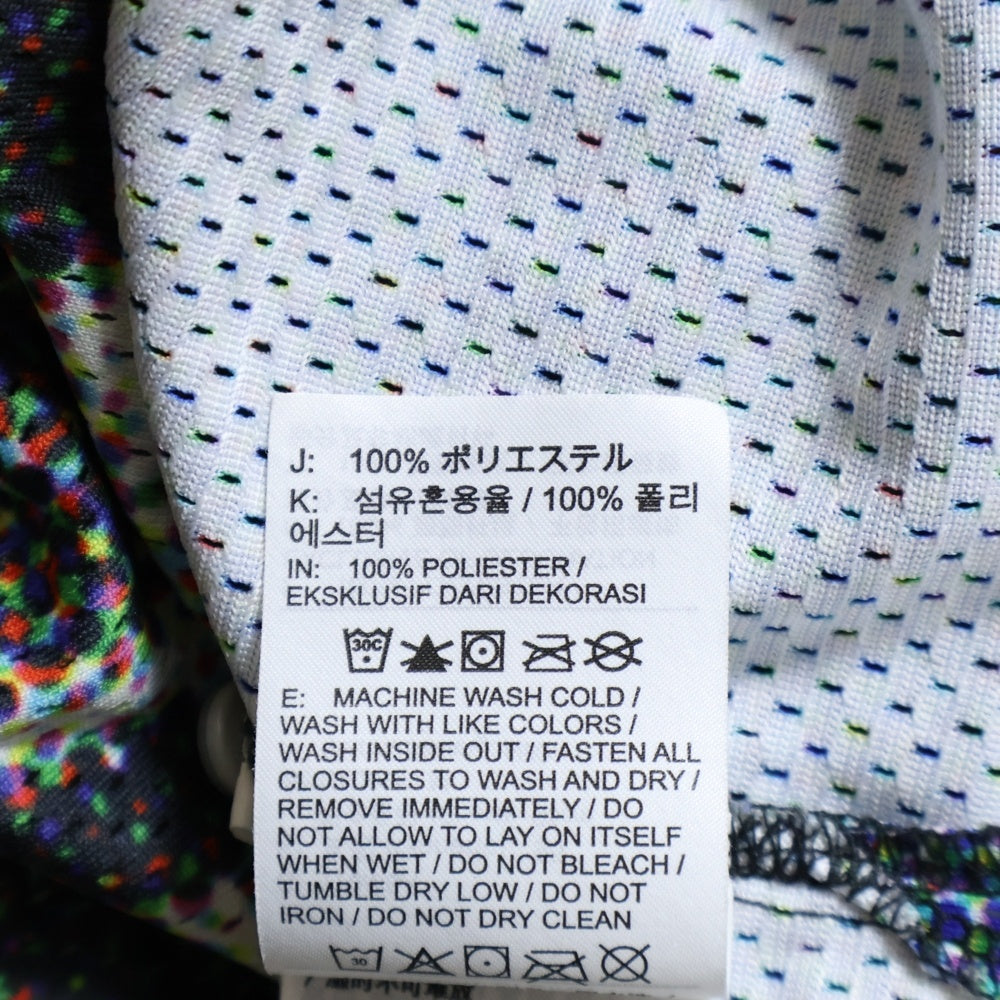 J: 100% ポリエステル
K: 섬유혼용율 / 100% 폴리
에스터
IN: 100% POLIESTER /
EKSKLUSIF DARI DEKORASI
30C
E: MACHINE WASH COLD /
WASH WITH LIKE COLORS /
WASH INSIDE OUT / FASTEN ALL
CLOSURES TO WASH AND DRY /
REMOVE IMMEDIATELY / DO
NOT ALLOW TO LAY ON ITSELF
WHEN WET / DO NOT BLEACH /
TUMBLE DRY LOW / DO NOT
IRON / DO NOT DRY CLEAN
30